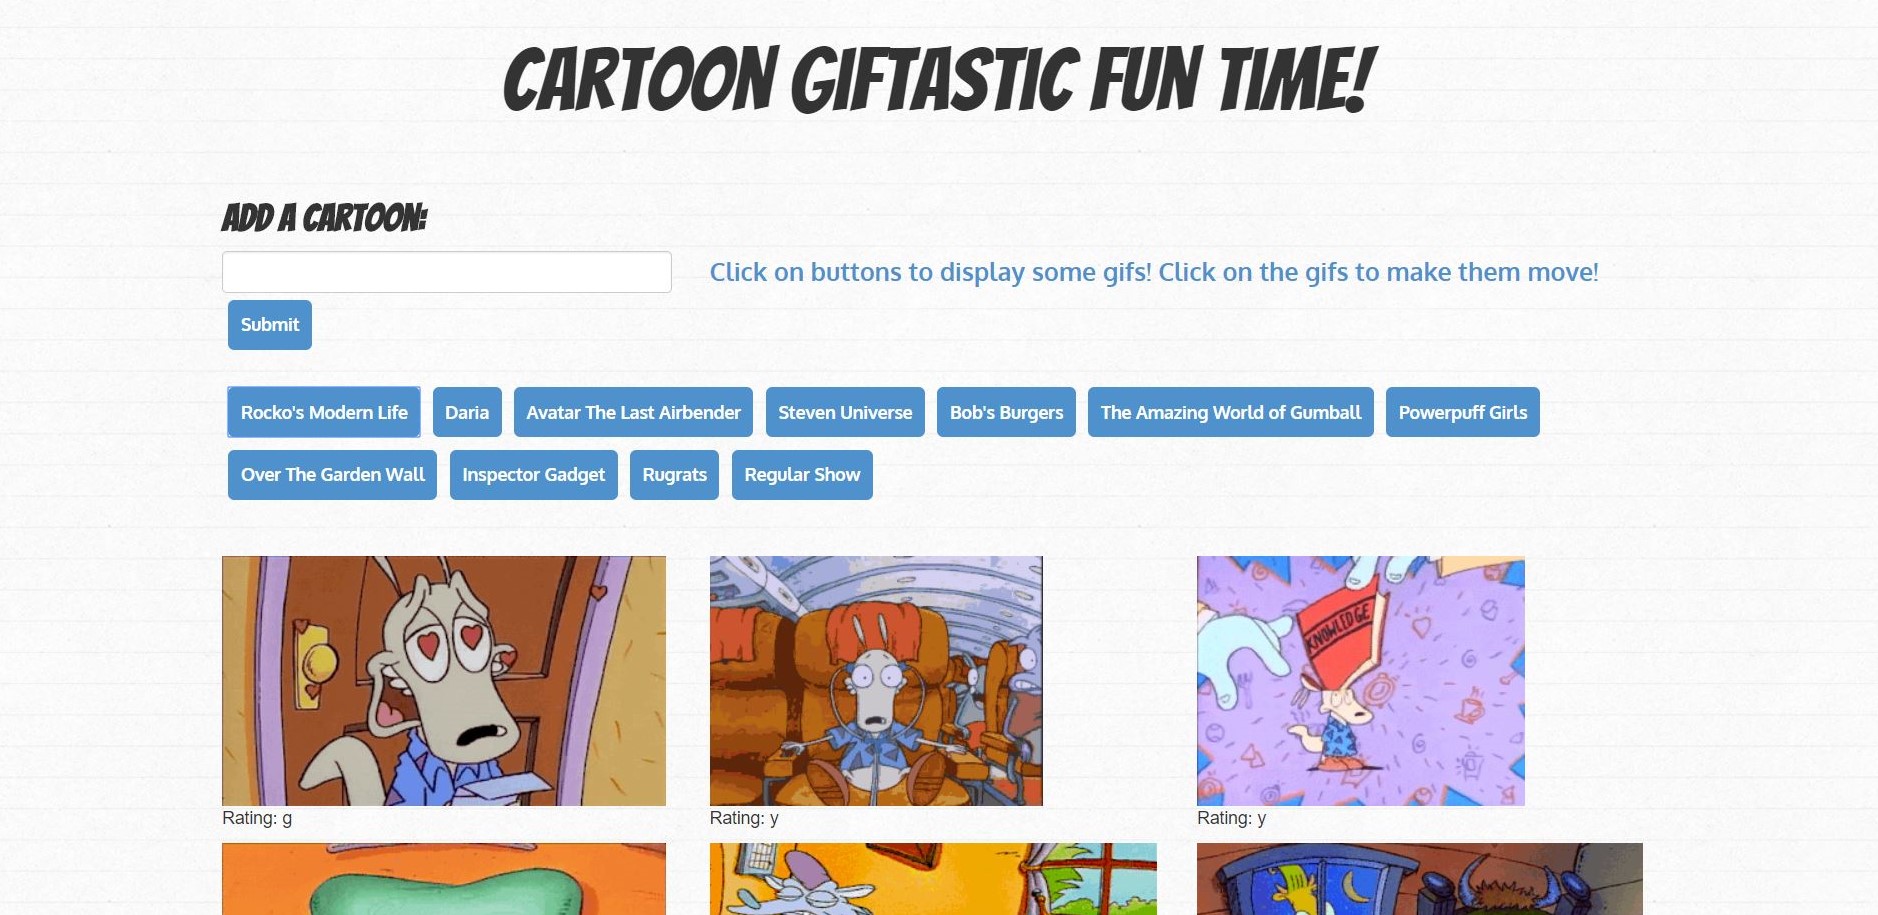 CARTOON GIFTASTIC FUN TIME!
ADD A CARTOON:
Click on buttons to display some gifs! Click on the gifs to make them move!
Submit
Rocko's Modern Life Daria Avatar The Last Airbender Steven Universe Bob's Burgers The Amazing World of Gumball Powerpuff Girls
Over The Garden Wall Inspector Gadget Rugrats Regular Show
KNOWLEDGE
Rating: g Rating: y Rating: y